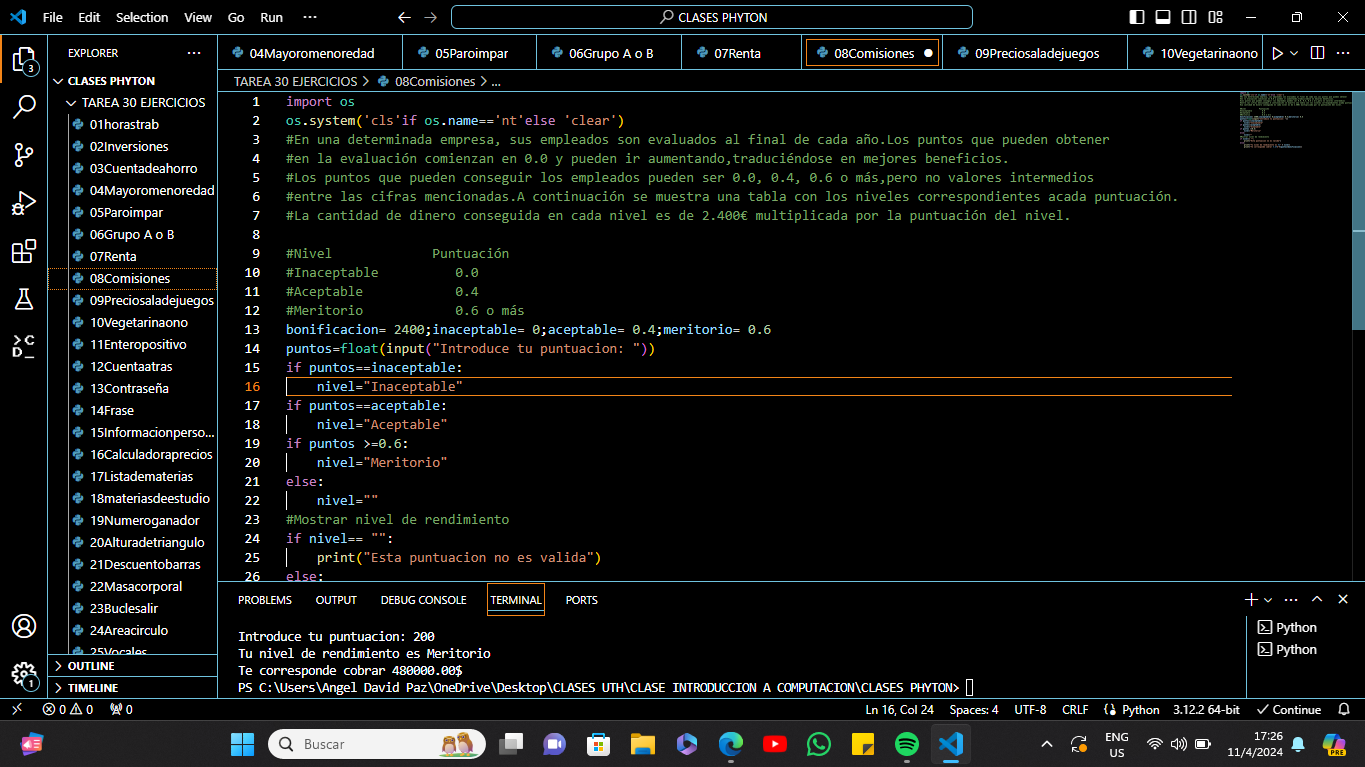 File Edit Selection View Go Run ··· CLASES PHYTON
EXPLORER ···
04Mayoromenoredad 05Paroimpar 06Grupo A o B 07Renta 08Comisiones 09Preciosaladejuegos 10Vegetarinaono ···
CLASES PHYTON
TAREA 30 EJERCICIOS
01horastrab
02Inversiones
03Cuentadeahorro
04Mayoromenoredad
05Paroimpar
06Grupo A o B
07Renta
08Comisiones
09Preciosaladejuegos
10Vegetarinaono
11Enteropositivo
12Cuentaatras
13Contraseña
14Frase
15Informacionperso...
16Calculadoraprecios
17Listadematerias
18materiasdeestudio
19Numeroganador
20Alturadetriangulo
21Descuentobarras
22Masacorporal
23Buclesalir
24Areacirculo
25Vocales
OUTLINE
TIMELINE
3
1
TAREA 30 EJERCICIOS > 08Comisiones > ...
1 import os
2 os.system('cls'if os.name=='nt'else 'clear')
3 #En una determinada empresa, sus empleados son evaluados al final de cada año.Los puntos que pueden obtener
4 #en la evaluación comienzan en 0.0 y pueden ir aumentando,traduciéndose en mejores beneficios.
5 #Los puntos que pueden conseguir los empleados pueden ser 0.0, 0.4, 0.6 o más,pero no valores intermedios
6 #entre las cifras mencionadas.A continuación se muestra una tabla con los niveles correspondientes acada puntuación.
7 #La cantidad de dinero conseguida en cada nivel es de 2.400€ multiplicada por la puntuación del nivel.
8
9 #Nivel Puntuación
10 #Inaceptable 0.0
11 #Aceptable 0.4
12 #Meritorio 0.6 o más
13 bonificacion= 2400;inaceptable= 0;aceptable= 0.4;meritorio= 0.6
14 puntos=float(input("Introduce tu puntuacion: "))
15 if puntos==inaceptable:
16 nivel="Inaceptable"
17 if puntos==aceptable:
18 nivel="Aceptable"
19 if puntos >=0.6:
20 nivel="Meritorio"
21 else:
22 nivel=""
23 #Mostrar nivel de rendimiento
24 if nivel== "":
25 print("Esta puntuacion no es valida")
26 else:
PROBLEMS OUTPUT DEBUG CONSOLE TERMINAL PORTS ···
Introduce tu puntuacion: 200
Tu nivel de rendimiento es Meritorio
Te corresponde cobrar 480000.00$
PS C:\Users\Angel David Paz\OneDrive\Desktop\CLASES UTH\CLASE INTRODUCCION A COMPUTACION\CLASES PHYTON>
Python
Python
0 0 0 Ln 16, Col 24 Spaces: 4 UTF-8 CRLF Python 3.12.2 64-bit Continue
Buscar
ENG
US
17:26
11/4/2024
PRE